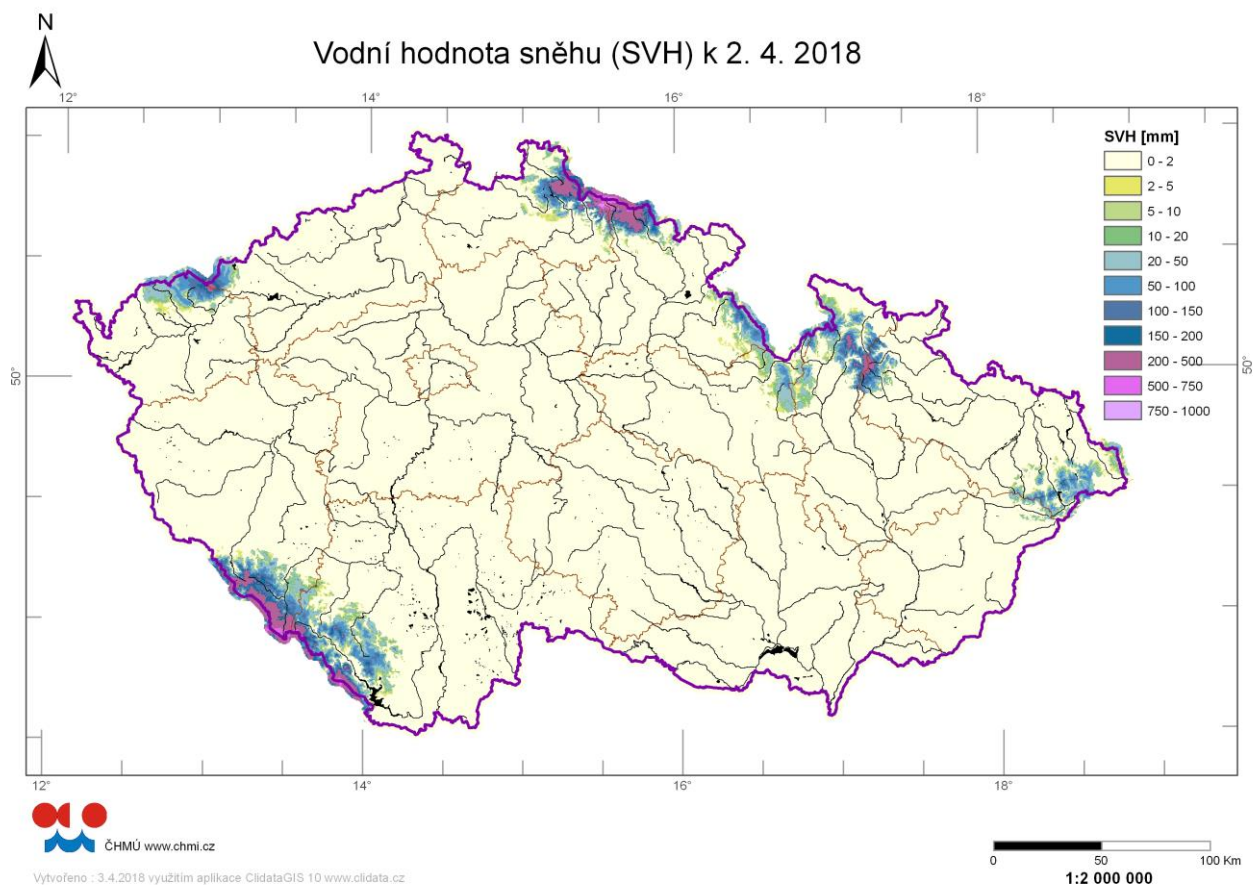 N
Vodní hodnota sněhu (SVH) k 2. 4. 2018
12° 14° 16° 18°
SVH [mm]
0 - 2
2 - 5
5 - 10
10 - 20
20 - 50
50 - 100
100 - 150
150 - 200
200 - 500
500 - 750
750 - 1000
50° 50°
12° 14° 16° 18°
ČHMÚ www.chmi.cz
0 50 100 Km
1:2 000 000
Vytvořeno : 3.4.2018 využitím aplikace ClidataGIS 10 www.clidata.cz